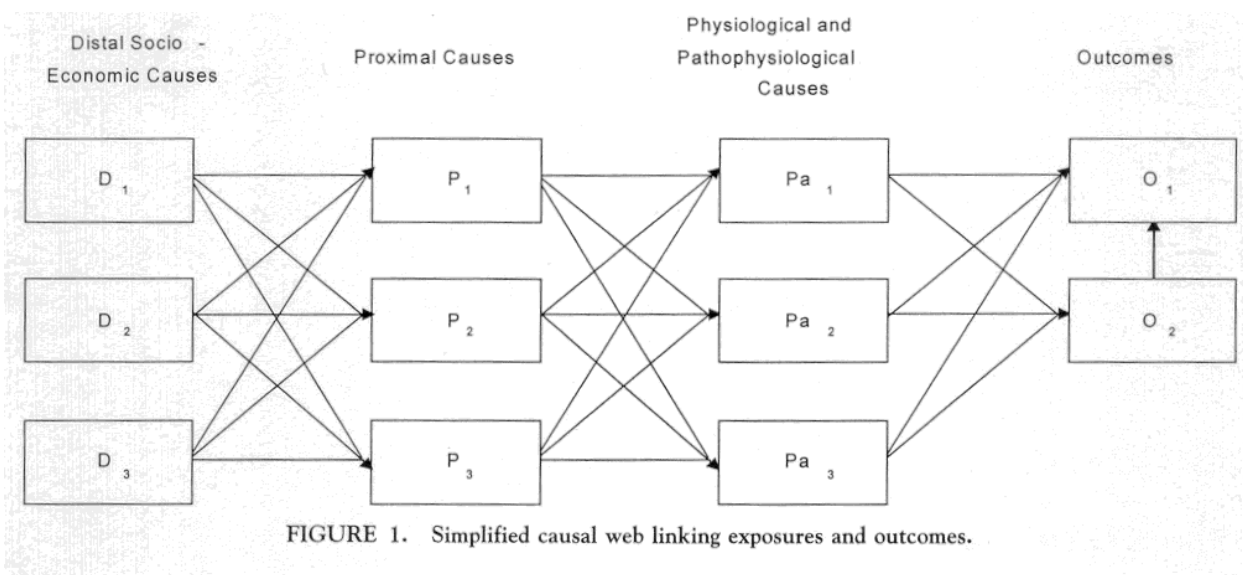 Distal Socio -
Economic Causes
Proximal Causes
Physiological and
Pathophysiological
Causes
Outcomes
D 1
P 1
Pa 1
O 1
D 2
P 2
Pa 2
O 2
D 3
P 3
Pa 3
FIGURE 1. Simplified causal web linking exposures and outcomes.